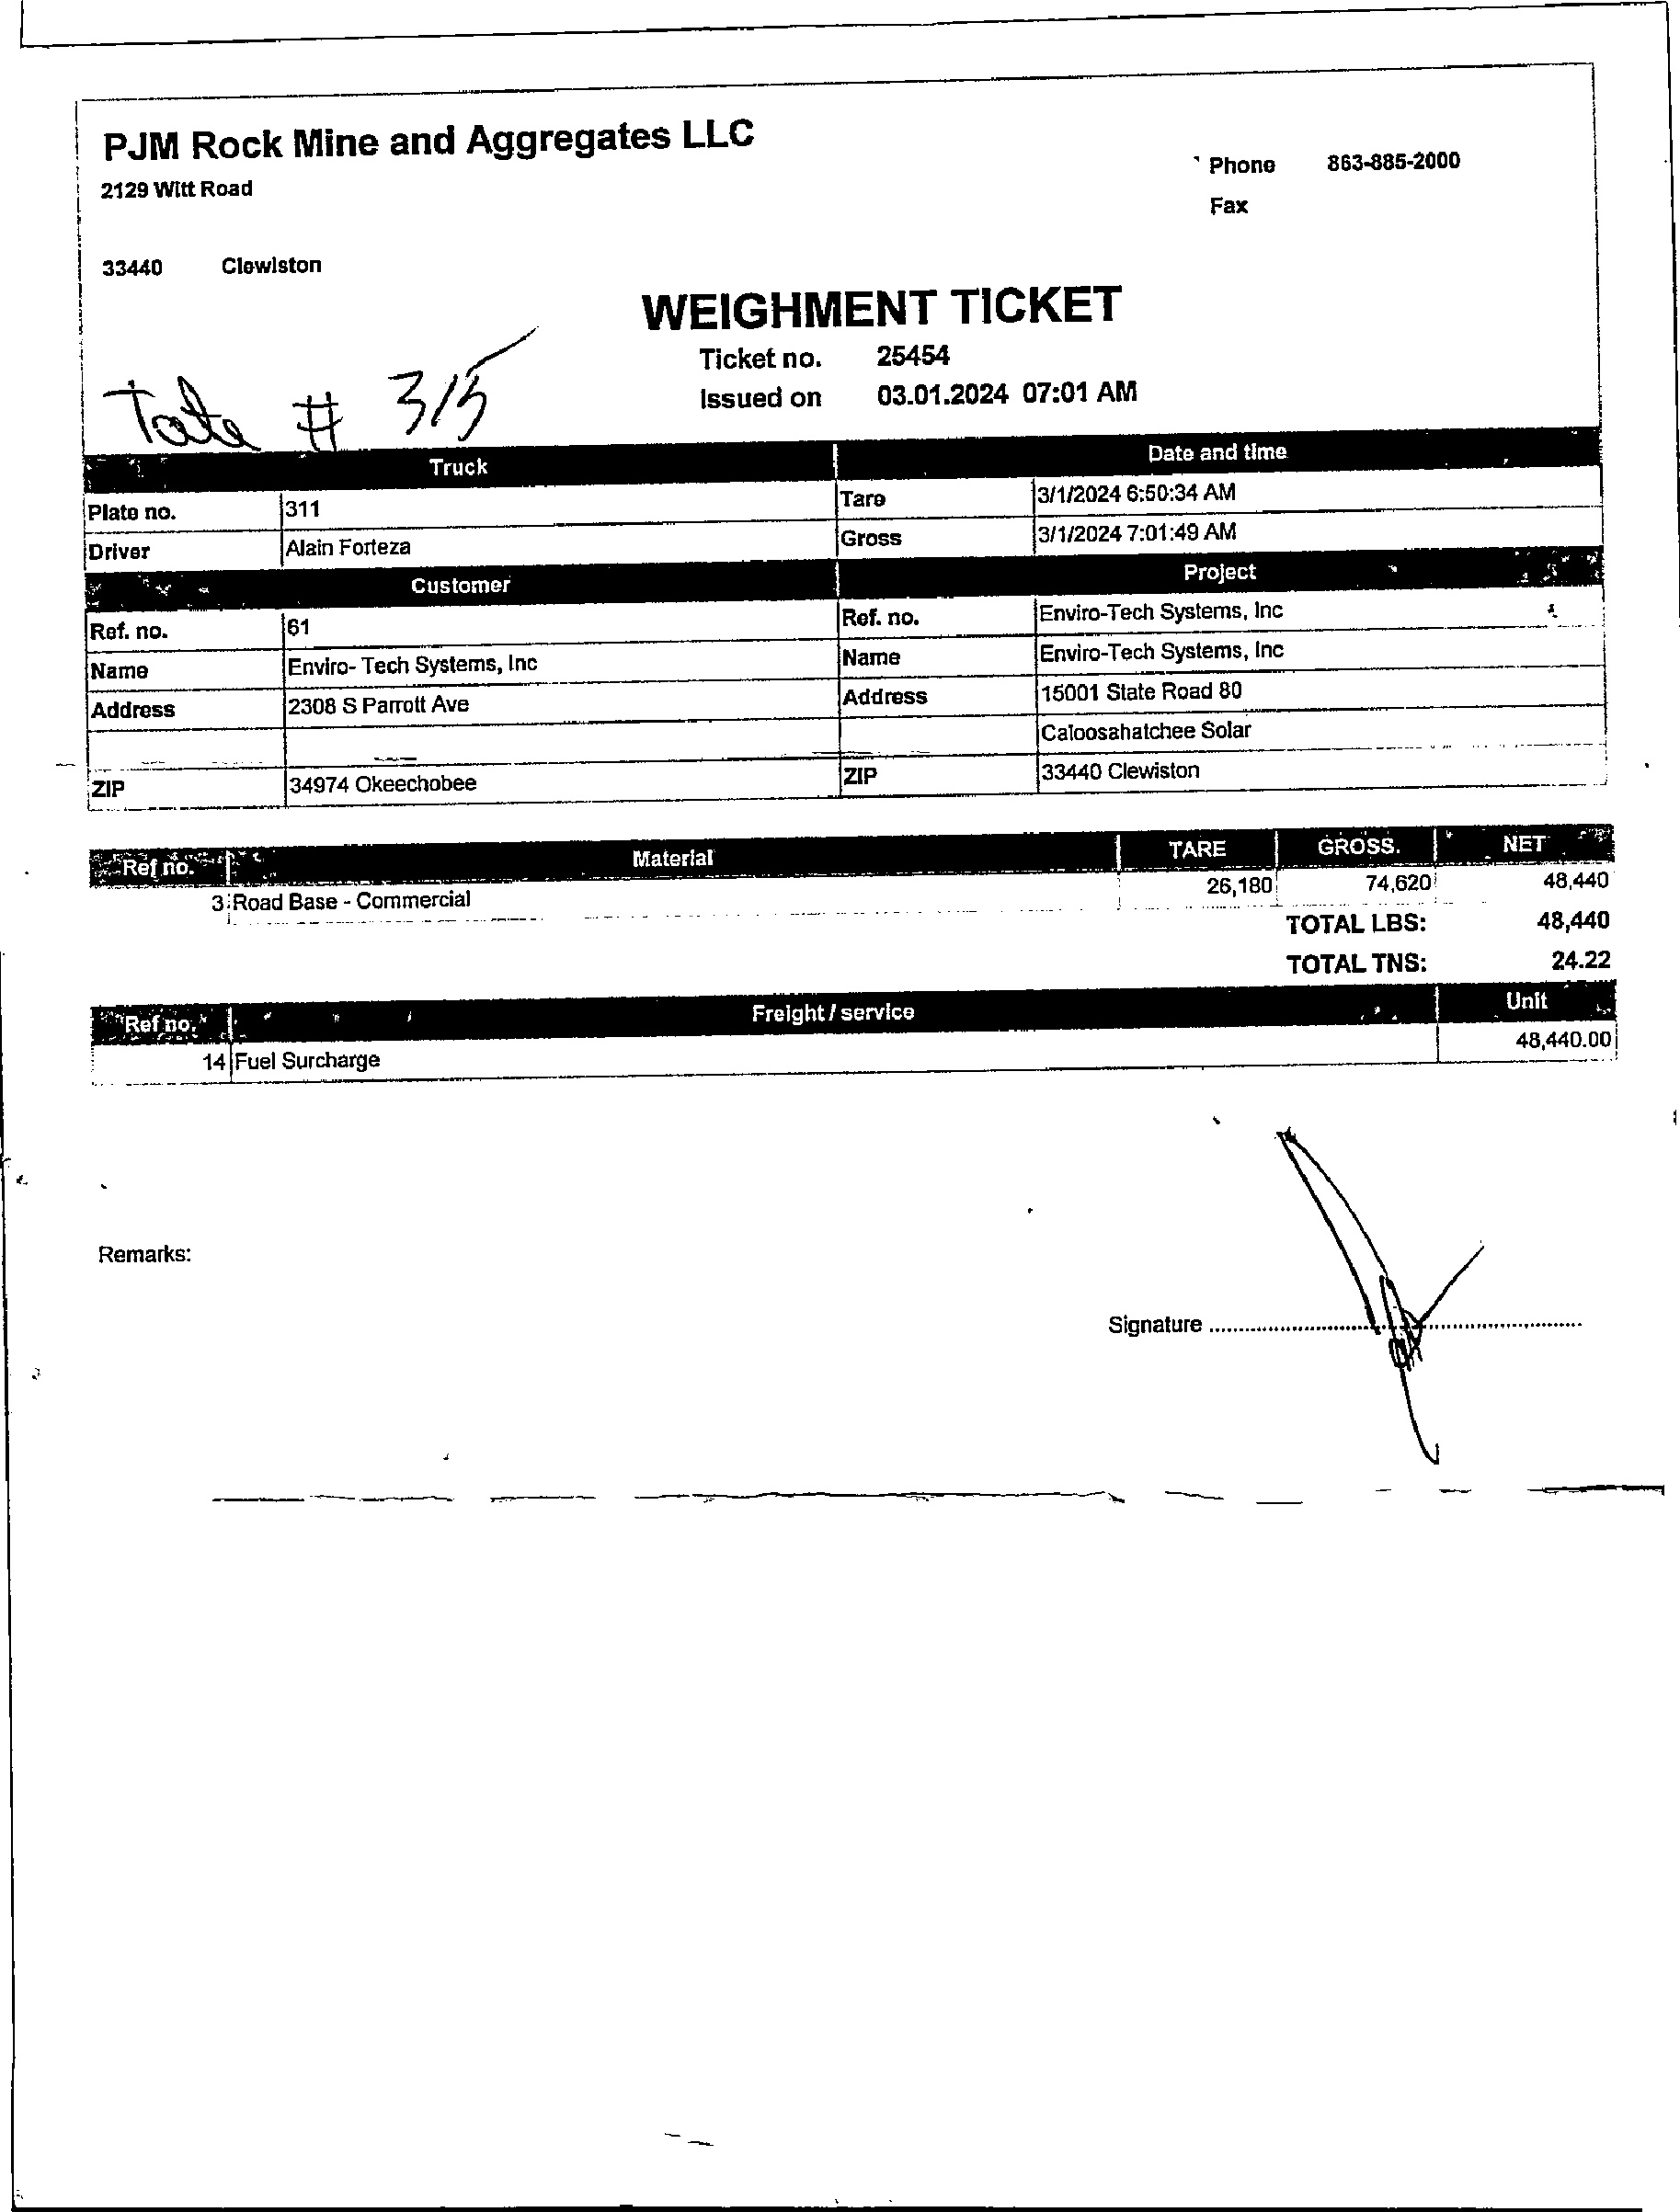 PJM Rock Mine and Aggregates LLC
2129 Witt Road
Phone 863-885-2000
Fax
33440 Clewiston
WEIGHMENT TICKET
Ticket no. 25454
Issued on 03.01.2024 07:01 AM
# 315
Truck Date and time
Plate no. 311 Tare 3/1/2024 6:50:34 AM
Driver Alain Forteza Gross 3/1/2024 7:01:49 AM
Customer Project
Ref. no. 61 Ref. no. Enviro-Tech Systems, Inc
Name Enviro- Tech Systems, Inc Name Enviro-Tech Systems, Inc
Address 2308 S Parrott Ave Address 15001 State Road 80
Caloosahatchee Solar
ZIP 34974 Okeechobee ZIP 33440 Clewiston
Ref no. Material TARE GROSS. NET
3 Road Base - Commercial 26,180 74,620 48,440
TOTAL LBS: 48,440
TOTAL TNS: 24.22
Ref no. Freight / service Unit
14 Fuel Surcharge 48,440.00
Remarks:
Signature